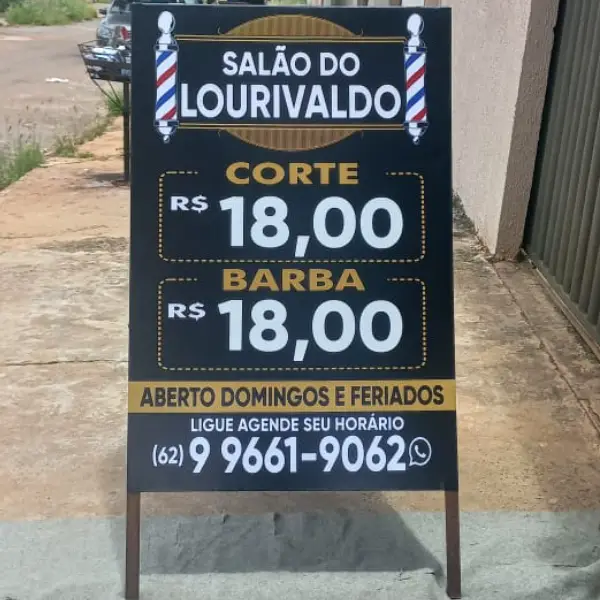 SALÃO DO
LOURIVALDO
CORTE
R$ 18,00
BARBA
R$ 18,00
ABERTO DOMINGOS E FERIADOS
LIGUE AGENDE SEU HORÁRIO
(62) 9 9661-9062